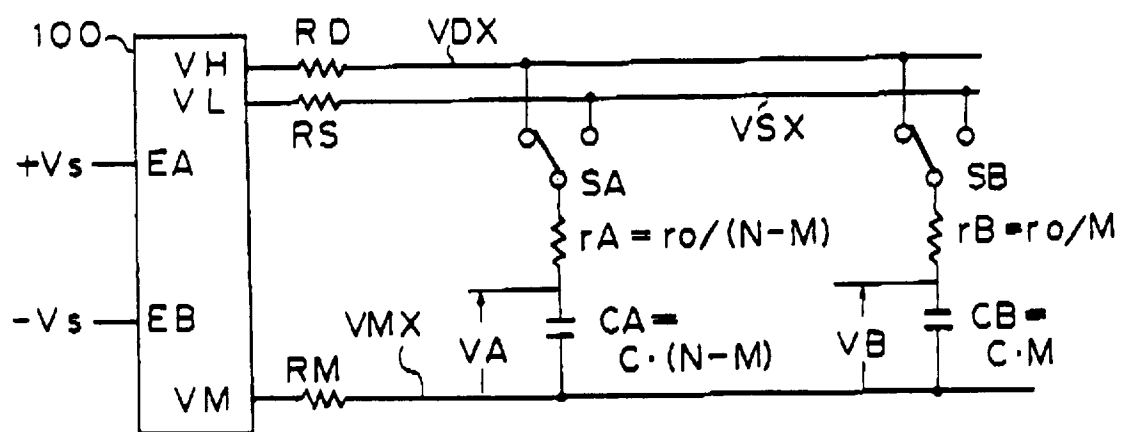 100
RD
VDX
VH
VL
RS
VSX
+Vs
EA
SA
SB
rA=ro/(N-M)
rB=ro/M
-Vs
EB
VMX
VA
CA=
C·(N-M)
VB
CB=
C·M
RM
VM